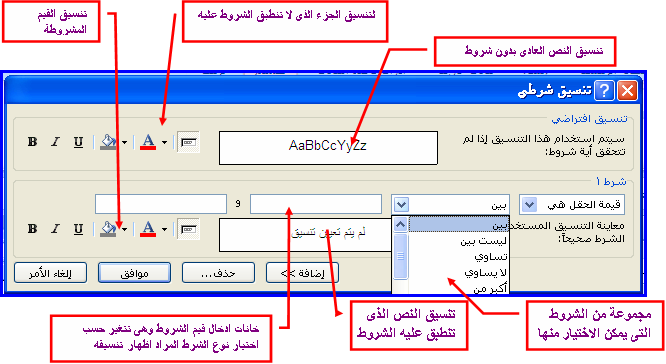 تنسيق القيم
المشروطة
لتنسيق الجزء الذى لا تنطبق الشروط عليه
تنسيق النص العادى بدون شروط
تنسيق شرطي
تنسيق افتراضي
سيتم استخدام هذا التنسيق إذا لم
تتحقق أية شروط:
AaBbCcYyZz
B I U A
شرط ١
قيمة الحقل هي
بين
و
معاينة التنسيق المستخدم
الشرط صحيحاً:
لم يتم تعيين تنسيق
B I U A
بين
ليست بين
تساوي
لا يساوي
أكبر من
إضافة >>
حذف...
موافق
إلغاء الأمر
مجموعة من الشروط
التى يمكن الاختيار منها
تنسيق النص الذى
تنطبق عليه الشروط
خانات ادخال قيم الشروط وهى تتغير حسب
اختيار نوع الشرط المراد اظهار تنسيقه